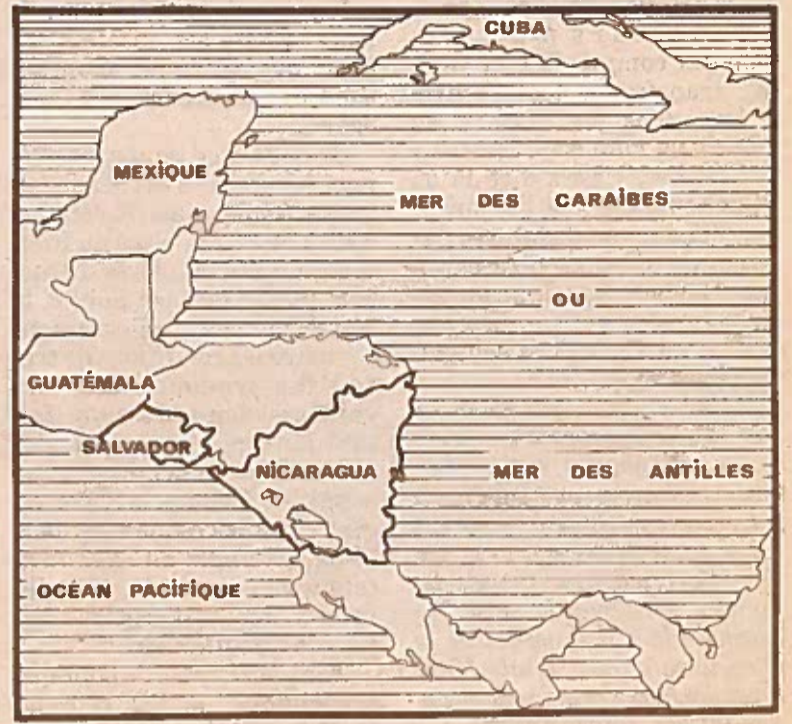 CUBA
MEXIQUE
MER DES CARAÏBES
OU
GUATÉMALA
SALVADOR
NICARAGUA
MER DES ANTILLES
OCÉAN PACIFIQUE